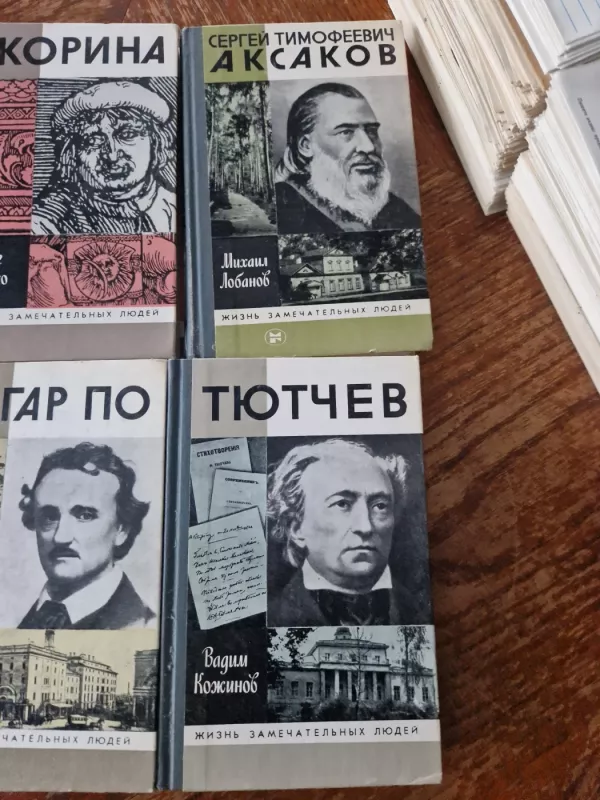 КОРИНА
ЗАМЕЧАТЕЛЬНЫХ ЛЮДЕЙ
СЕРГЕЙ ТИМОФЕЕВИЧ
АКСАКОВ
Михаил
Лобанов
ЖИЗНЬ ЗАМЕЧАТЕЛЬНЫХ ЛЮДЕЙ
ГАР ПО
ЧАТЕЛЬНЫХ ЛЮДЕЙ
ТЮТЧЕВ
СТИХОТВОРЕНІЯ
Вадим
Кожинов
ЖИЗНЬ ЗАМЕЧАТЕЛЬНЫХ ЛЮДЕЙ